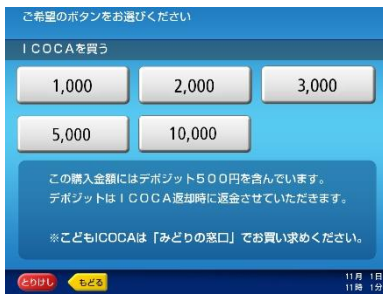 ご希望のボタンをお選びください
ICOCAを買う
1,000 2,000 3,000
5,000 10,000
この購入金額にはデポジット500円を含んでいます。
デポジットはICOCA返却時に返金させていただきます。
※こどもICOCAは「みどりの窓口」でお買い求めください。
とりけし もどる
11月 1日
11時 1分